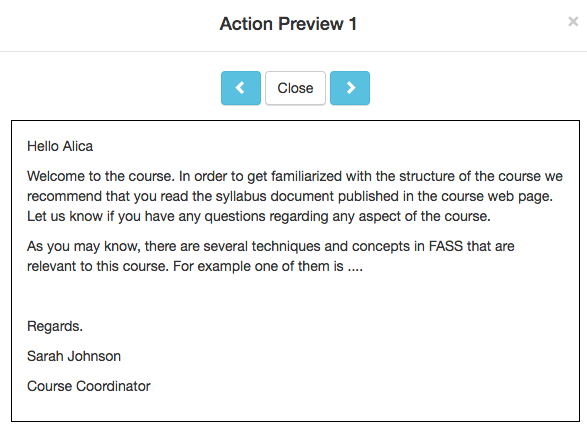 Action Preview 1
×
Close
Hello Alica
Welcome to the course. In order to get familiarized with the structure of the course we
recommend that you read the syllabus document published in the course web page.
Let us know if you have any questions regarding any aspect of the course.
As you may know, there are several techniques and concepts in FASS that are
relevant to this course. For example one of them is ....
Regards.
Sarah Johnson
Course Coordinator